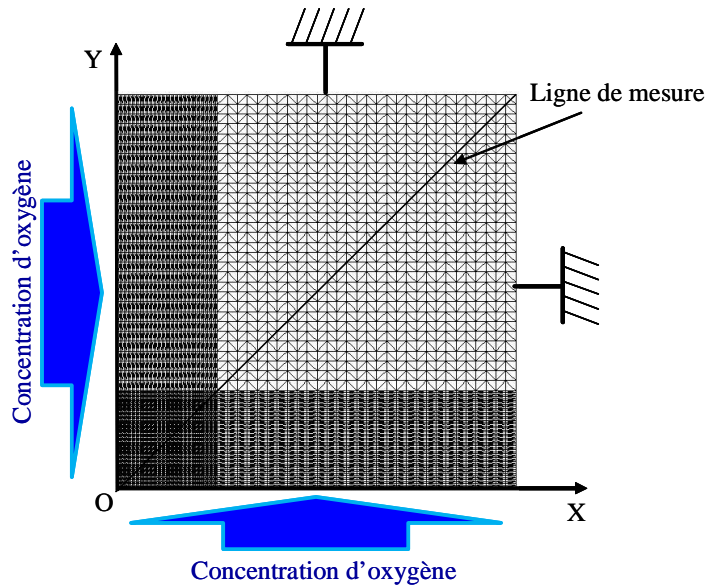 Y
Ligne de mesure
Concentration d'oxygène
O
X
Concentration d'oxygène